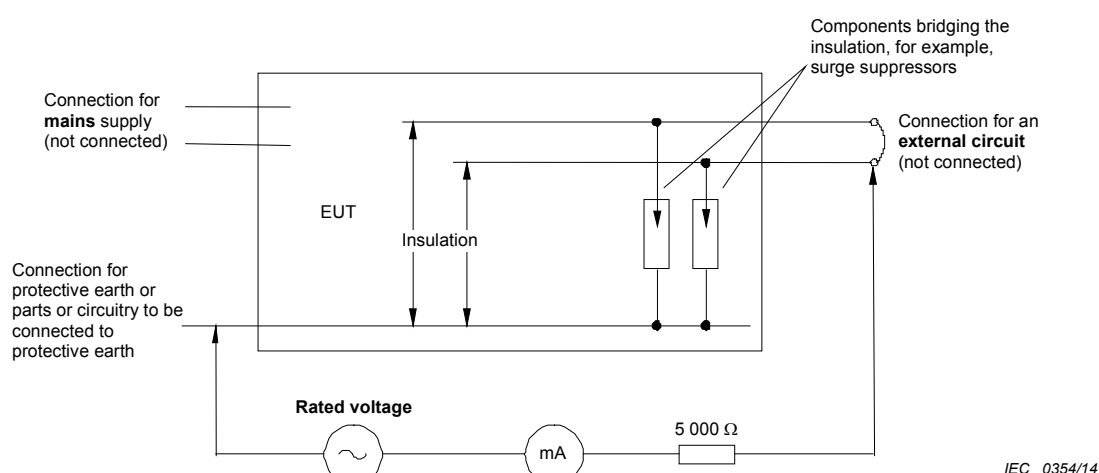 Components bridging the
insulation, for example,
surge suppressors
Connection for
mains supply
(not connected)
Connection for an
external circuit
(not connected)
EUT
Insulation
Connection for
protective earth or
parts or circuitry to be
connected to
protective earth
Rated voltage
mA
5 000 Ω
IEC 0354/14